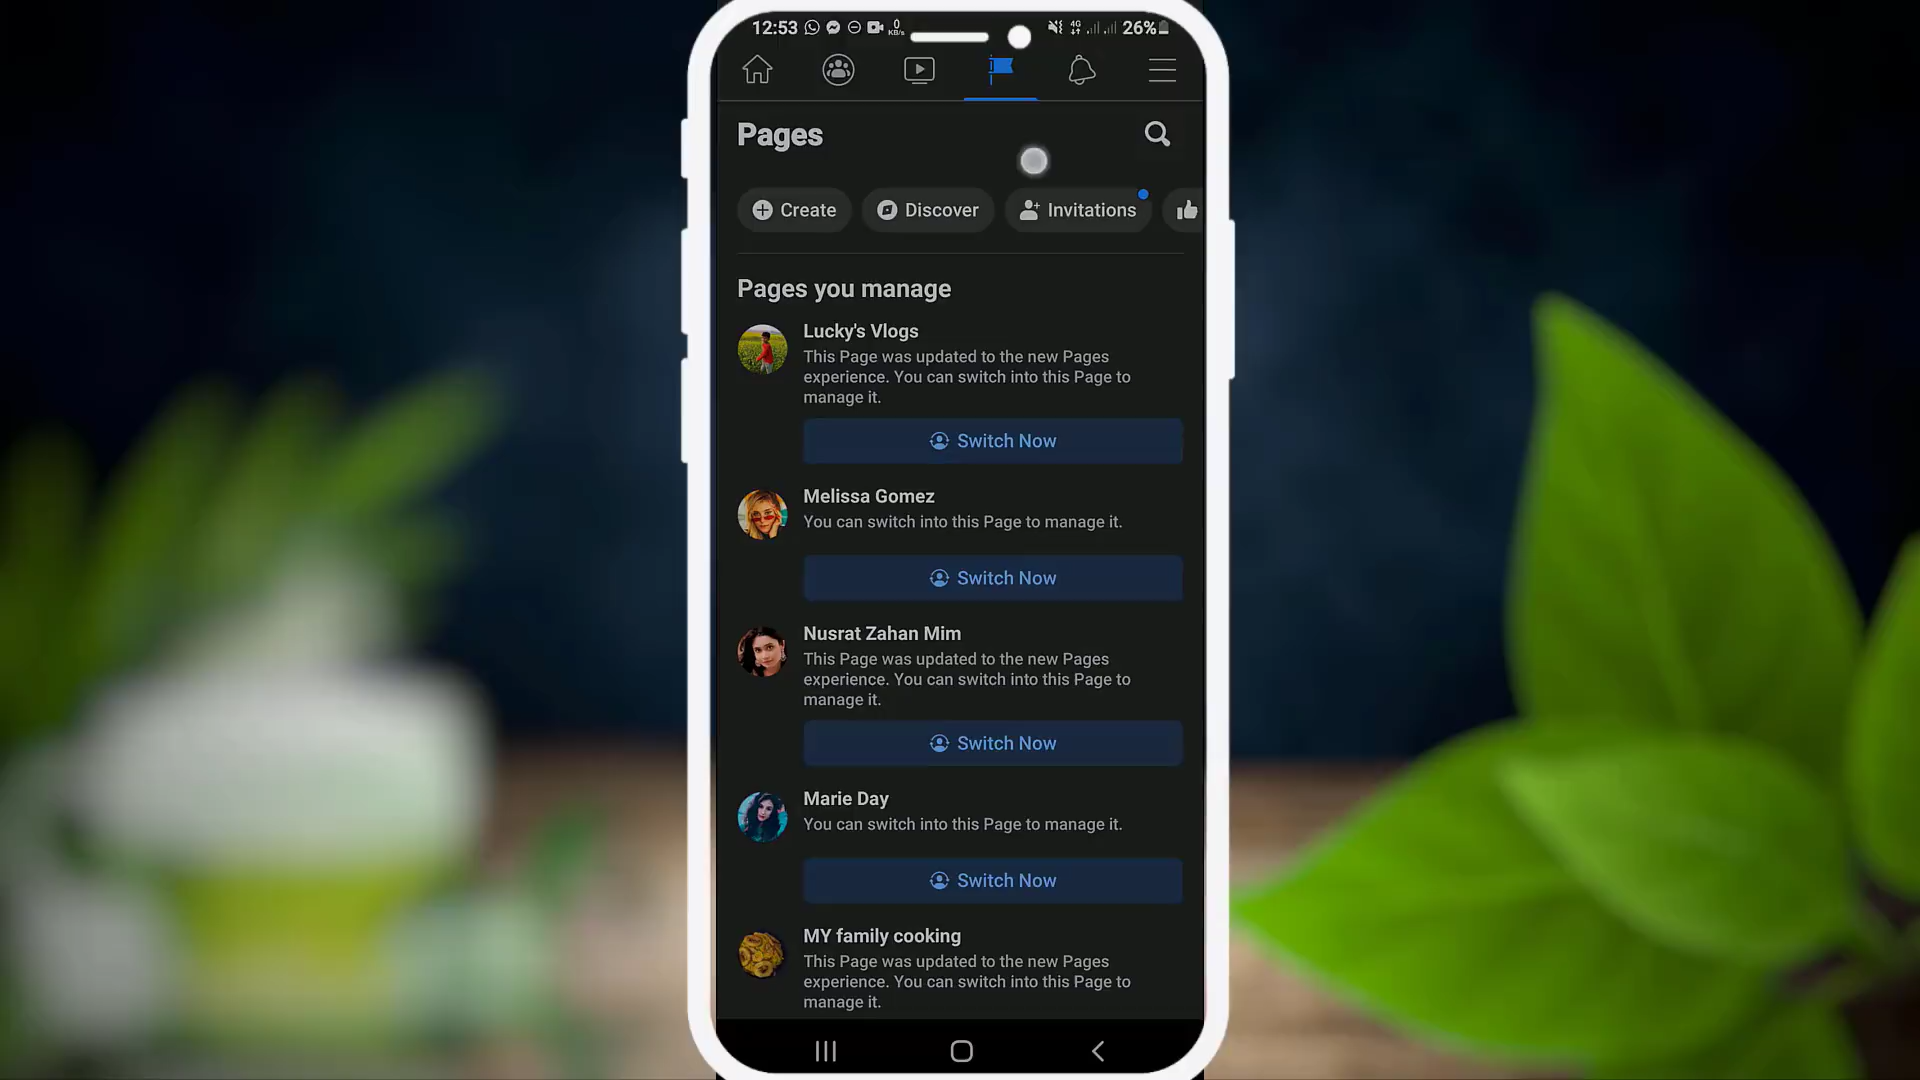 12:53 0 KB/s 4G 26%
Pages
Create Discover Invitations
Pages you manage
Lucky's Vlogs
This Page was updated to the new Pages
experience. You can switch into this Page to
manage it.
Switch Now
Melissa Gomez
You can switch into this Page to manage it.
Switch Now
Nusrat Zahan Mim
This Page was updated to the new Pages
experience. You can switch into this Page to
manage it.
Switch Now
Marie Day
You can switch into this Page to manage it.
Switch Now
MY family cooking
This Page was updated to the new Pages
experience. You can switch into this Page to
manage it.